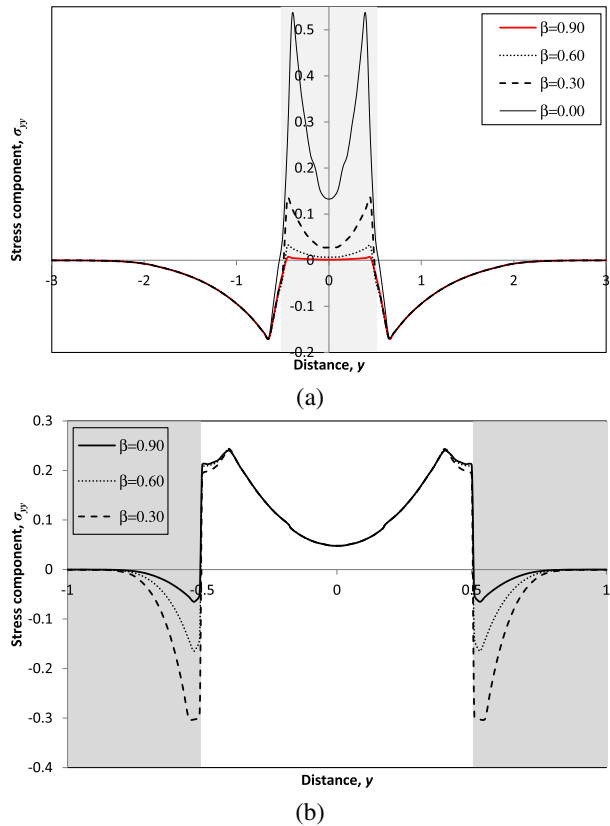 0.5
0.4
0.3
0.2
0.1
0
-0.1
-0.2
-3
-2
-1
0
1
2
3
Stress component, σyy
Distance, y
β=0.90
β=0.60
β=0.30
β=0.00
(a)
0.3
0.2
0.1
0
-0.1
-0.2
-0.3
-0.4
-1
-0.5
0
0.5
1
Stress component, σyy
Distance, y
β=0.90
β=0.60
β=0.30
(b)